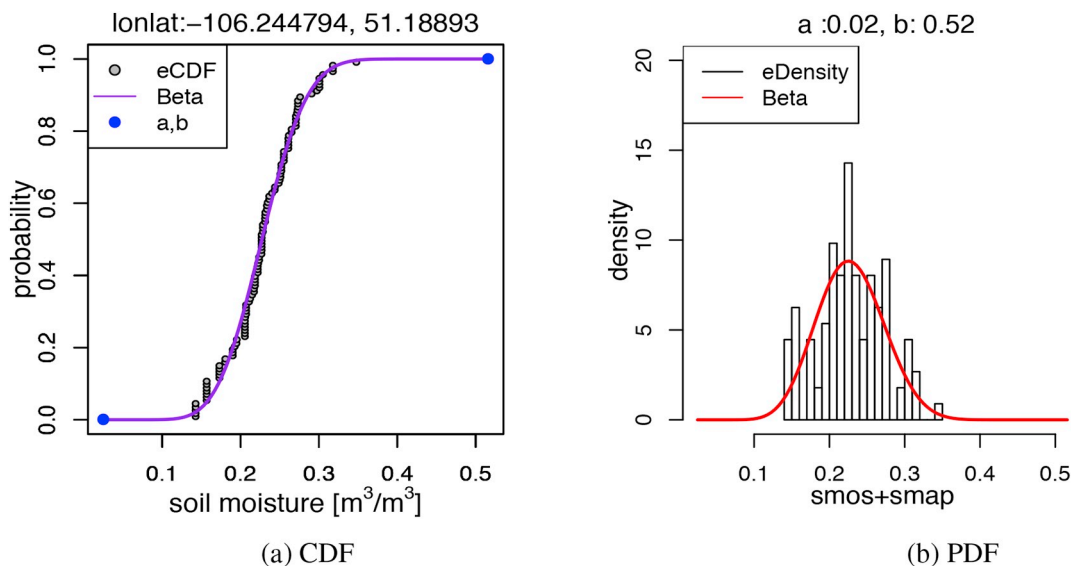 lonlat:−106.244794, 51.18893
eCDF
Beta
a,b
probability
0.0
0.2
0.4
0.6
0.8
1.0
0.1 0.2 0.3 0.4 0.5
soil moisture [m³/m³]
(a) CDF
a :0.02, b: 0.52
eDensity
Beta
density
0
5
10
15
20
0.1 0.2 0.3 0.4 0.5
smos+smap
(b) PDF